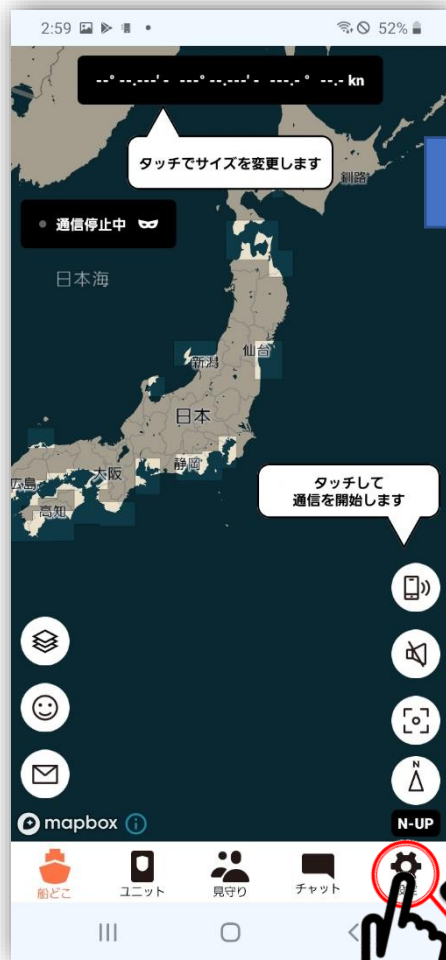 2:59
52%
--° --.---' - ---° --.---' - ---.- ° --.- kn
タッチでサイズを変更します
釧路
通信停止中
日本海
新潟
仙台
日本
静岡
大阪
広島
高知
タッチして
通信を開始します
N
mapbox
N-UP
船どこ
ユニット
見守り
チャット